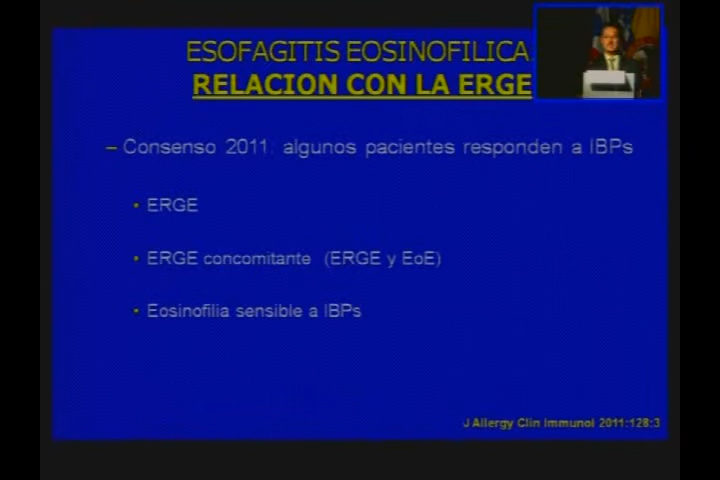 ESOFAGITIS EOSINOFILICA.
RELACION CON LA ERGE
– Consenso 2011: algunos pacientes responden a IBPs
• ERGE
• ERGE concomitante (ERGE y EoE)
• Eosinofilia sensible a IBPs
J Allergy Clin Immunol 2011:128:3